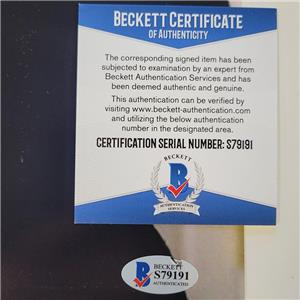 BECKETT CERTIFICATE
OF AUTHENTICITY
The corresponding signed item has been
subjected to examination by an expert from
Beckett Authentication Services and has
been deemed authentic and genuine.
This authentication can be verified by
visiting www.beckett-authentication.com
and utilizing the below authentication
number in the designated area.
CERTIFICATION SERIAL NUMBER: S79191
BECKETT
B
AUTHENTICATION
SERVICES
BECKETT
B
S79191
AUTHENTICATED